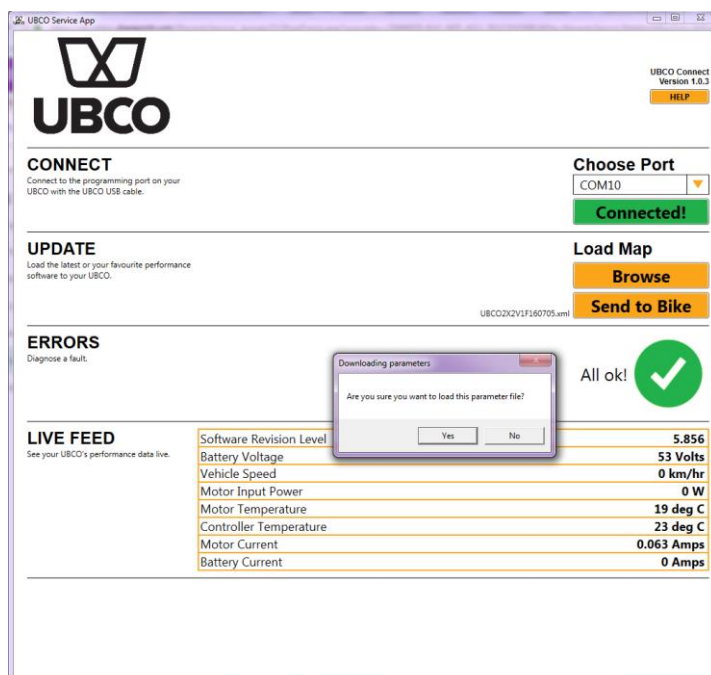 UBCO Service App
UBCO
UBCO Connect
Version 1.0.3
HELP
CONNECT
Connect to the programming port on your
UBCO with the UBCO USB cable.
Choose Port
COM10
Connected!
UPDATE
Load the latest or your favourite performance
software to your UBCO.
Load Map
Browse
UBCO2X2V1F160705.xml
Send to Bike
ERRORS
Diagnose a fault.
All ok!
Downloading parameters
Are you sure you want to load this parameter file?
Yes No
LIVE FEED
See your UBCO's performance data live.
Software Revision Level 5.856
Battery Voltage 53 Volts
Vehicle Speed 0 km/hr
Motor Input Power 0 W
Motor Temperature 19 deg C
Controller Temperature 23 deg C
Motor Current 0.063 Amps
Battery Current 0 Amps